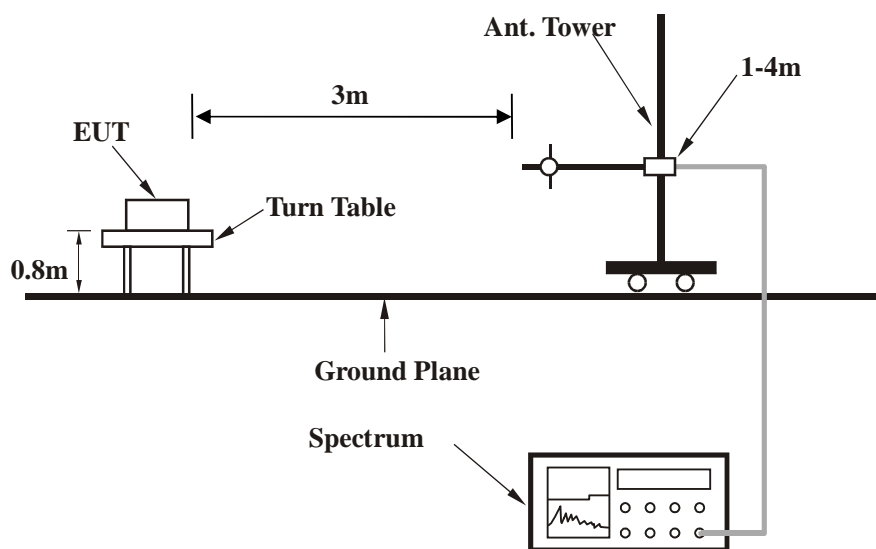 Ant. Tower
1-4m
3m
EUT
Turn Table
0.8m
Ground Plane
Spectrum